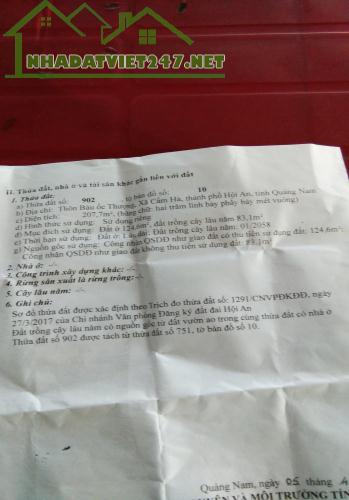 NHADATVIET247.NET
II. Thửa đất, nhà ở và tài sản khác gắn liền với đất
1. Thửa đất:
a) Thửa đất số: 902 tờ bản đồ số: 10
b) Địa chỉ: Thôn Bàu ốc Thượng, Xã Cẩm Hà, thành phố Hội An, tỉnh Quảng Nam
c) Diện tích: 207,7m², (bằng chữ: hai trăm linh bảy phẩy bảy mét vuông)
d) Hình thức sử dụng: Sử dụng riêng
đ) Mục đích sử dụng: Đất ở 124,6m², đất trồng cây lâu năm 83,1m²
e) Thời hạn sử dụng: Đất ở: Lâu dài; Đất trồng cây lâu năm: 01/2058
g) Nguồn gốc sử dụng: Công nhận QSDĐ như giao đất có thu tiền sử dụng đất: 124,6m²;
Công nhận QSDĐ như giao đất không thu tiền sử dụng đất: 83,1m²
2. Nhà ở: -/-
3. Công trình xây dựng khác: -/-
4. Rừng sản xuất là rừng trồng: -/-
5. Cây lâu năm: -/-
6. Ghi chú:
Sơ đồ thửa đất được xác định theo Trích đo thửa đất số: 1291/CNVPĐKĐĐ, ngày
27/3/2017 của Chi nhánh Văn phòng Đăng ký đất đai Hội An
Đất trồng cây lâu năm có nguồn gốc từ đất vườn ao trong cùng thửa đất có nhà ở
Thửa đất số 902 được tách từ thửa đất số 751, tờ bản đồ số 10.
Quảng Nam, ngày 05 tháng
VÀ MÔI TRƯỜNG TỈN